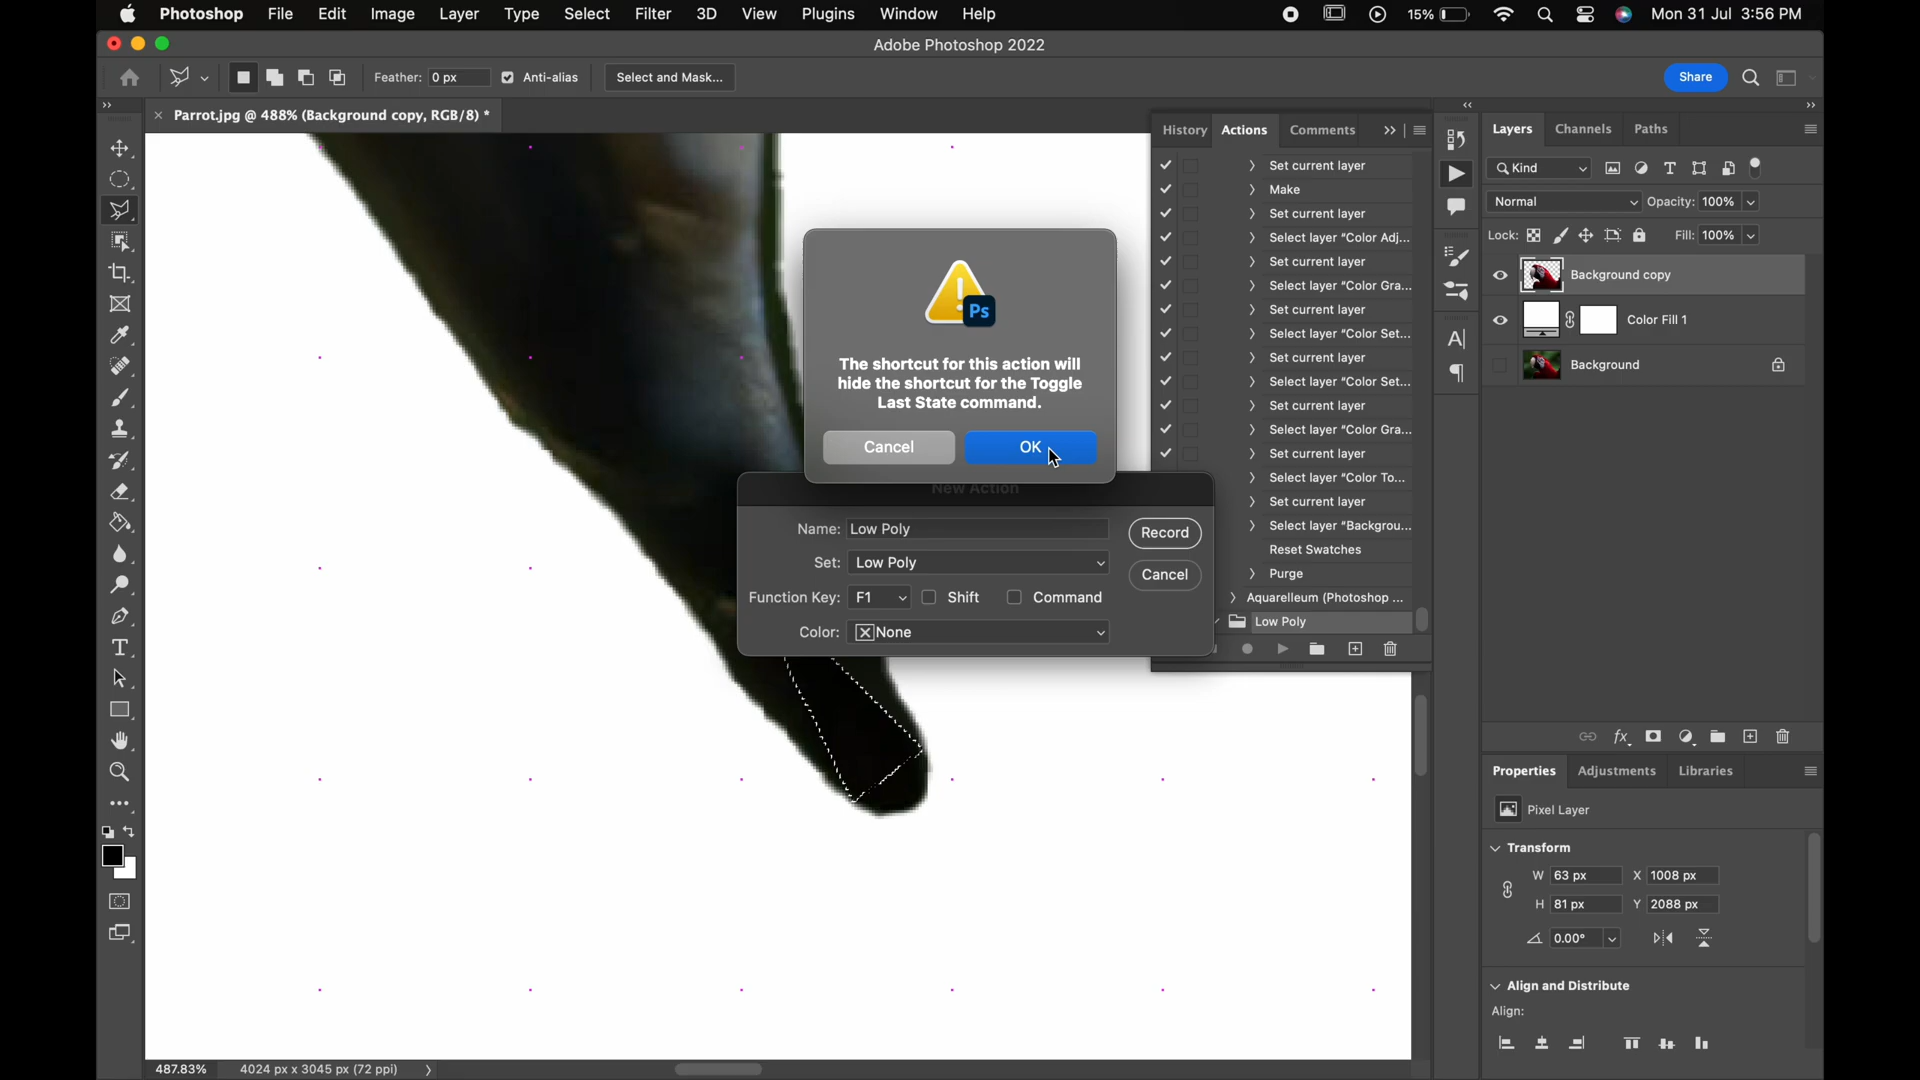 Photoshop File Edit Image Layer Type Select Filter 3D View Plugins Window Help 15% Mon 31 Jul 3:56 PM
Adobe Photoshop 2022
Feather: 0 px Anti-alias Select and Mask... Share
× Parrot.jpg @ 488% (Background copy, RGB/8) *
History Actions Comments
Set current layer
Make
Set current layer
Select layer "Color Adj...
Set current layer
Select layer "Color Gra...
Set current layer
Select layer "Color Set...
Set current layer
Select layer "Color Set...
Set current layer
Select layer "Color Gra...
Set current layer
Select layer "Color To...
Set current layer
Select layer "Backgrou...
Reset Swatches
Purge
Aquarelleum (Photoshop ...
Low Poly
Ps
The shortcut for this action will
hide the shortcut for the Toggle
Last State command.
Cancel OK
New Action
Name: Low Poly Record
Set: Low Poly
Cancel
Function Key: F1 Shift Command
Color: None
Layers Channels Paths
Kind
Normal Opacity: 100%
Lock: Fill: 100%
Background copy
Color Fill 1
Background
fx
Properties Adjustments Libraries
Pixel Layer
Transform
W 63 px X 1008 px
H 81 px Y 2088 px
0.00°
Align and Distribute
Align:
487.83% 4024 px x 3045 px (72 ppi)